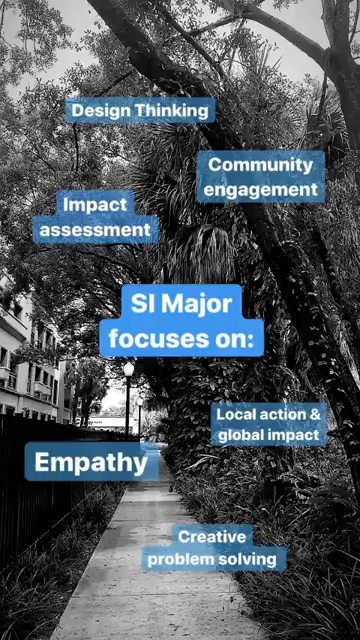 Design Thinking
Community
engagement
Impact
assessment
SI Major
focuses on:
Local action &
global impact
Empathy
Creative
problem solving